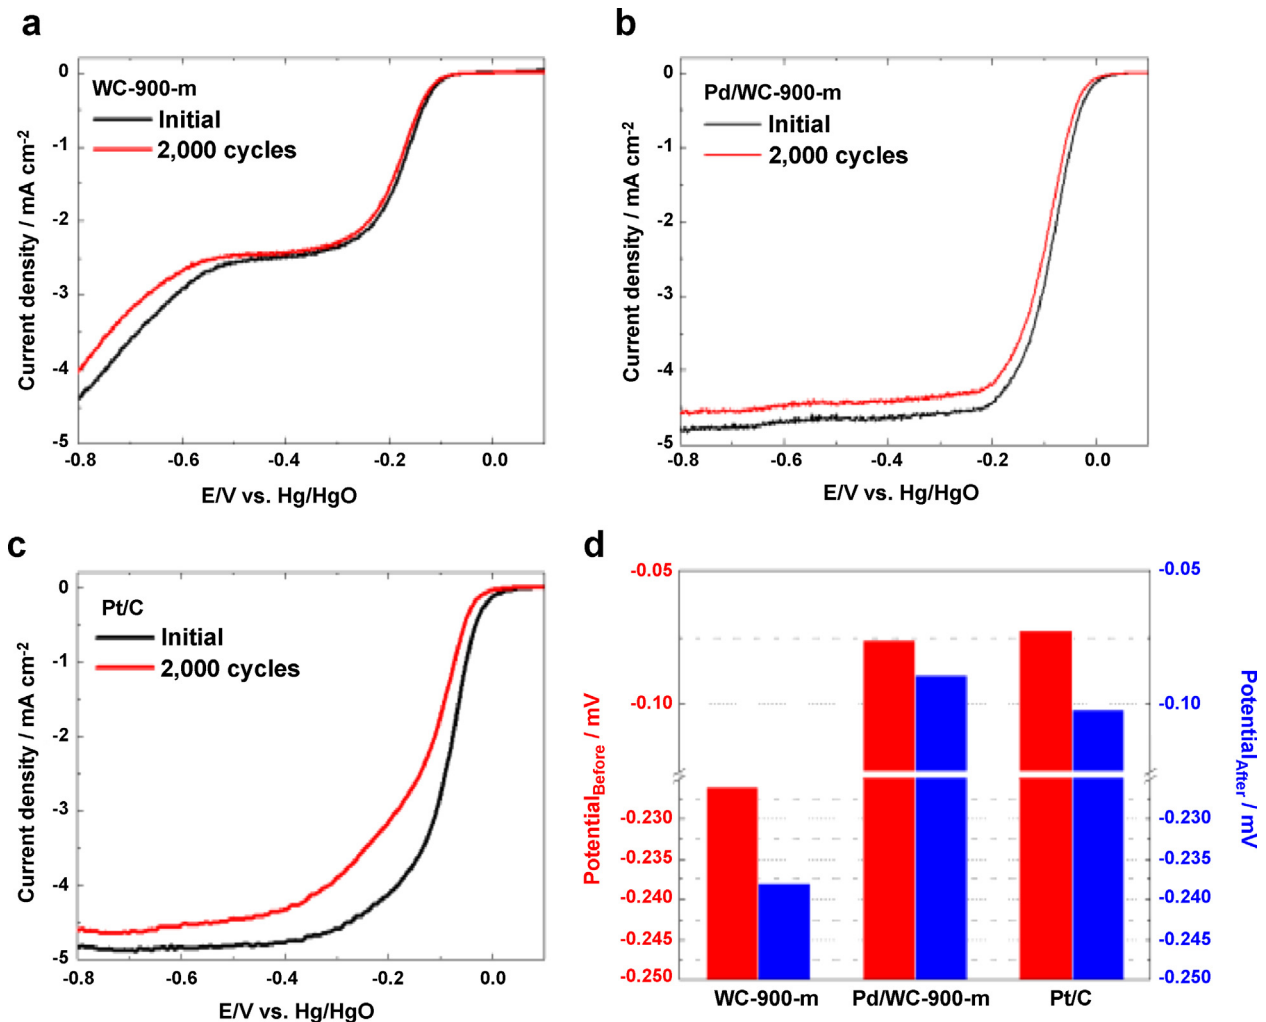 a
WC-900-m
Initial
2,000 cycles
0
-1
-2
-3
-4
-5
-0.8
-0.6
-0.4
-0.2
0.0
Current density / mA cm-2
E/V vs. Hg/HgO
b
Pd/WC-900-m
Initial
2,000 cycles
0
-1
-2
-3
-4
-5
-0.8
-0.6
-0.4
-0.2
0.0
Current density / mA cm-2
E/V vs. Hg/HgO
c
Pt/C
Initial
2,000 cycles
0
-1
-2
-3
-4
-5
-0.8
-0.6
-0.4
-0.2
0.0
Current density / mA cm-2
E/V vs. Hg/HgO
d
-0.05
-0.10
-0.230
-0.235
-0.240
-0.245
-0.250
PotentialBefore / mV
-0.05
-0.10
-0.230
-0.235
-0.240
-0.245
-0.250
PotentialAfter / mV
WC-900-m
Pd/WC-900-m
Pt/C